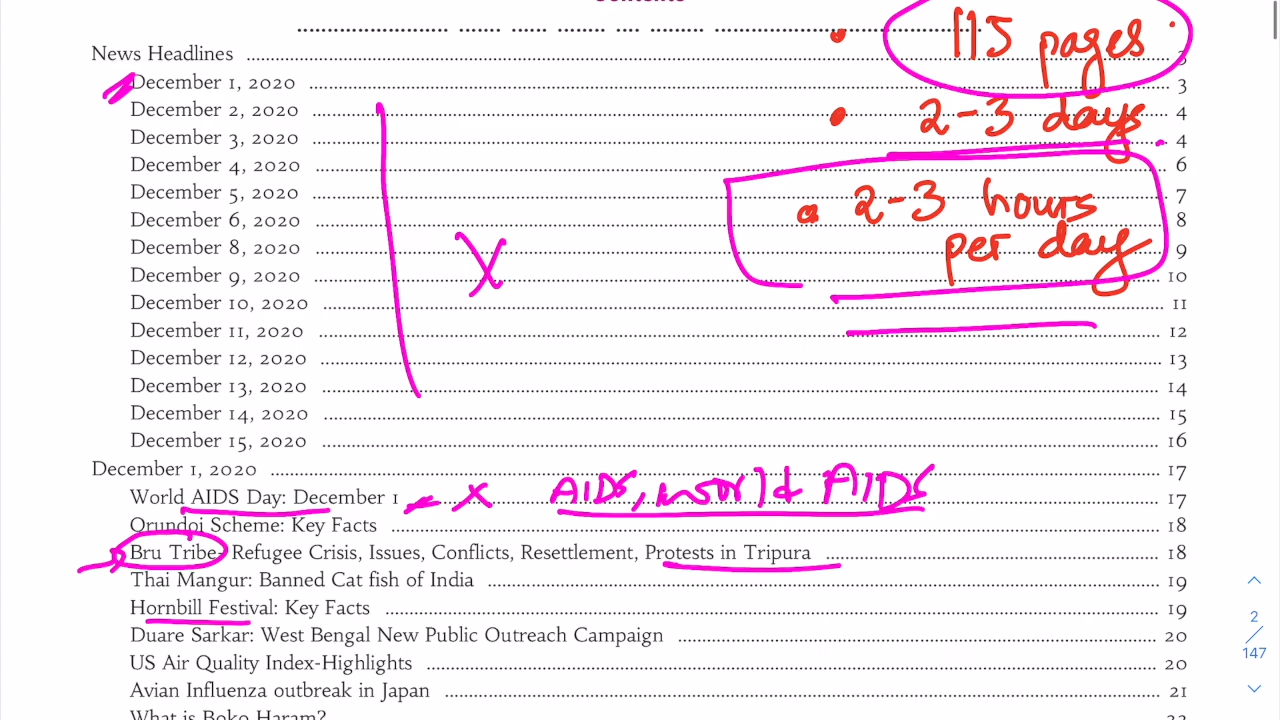 Contents
115 pages
News Headlines 3
December 1, 2020 3
December 2, 2020 4
2-3 days
December 3, 2020 4
December 4, 2020 6
December 5, 2020 7
2-3 hours
December 6, 2020 8
per day
December 8, 2020 9
December 9, 2020 10
X
December 10, 2020 11
December 11, 2020 12
December 12, 2020 13
December 13, 2020 14
December 14, 2020 15
December 15, 2020 16
December 1, 2020 17
World AIDS Day: December 1 17
X AIDS, world AIDS
Orundoi Scheme: Key Facts 18
Bru Tribe- Refugee Crisis, Issues, Conflicts, Resettlement, Protests in Tripura 18
Thai Mangur: Banned Cat fish of India 19
Hornbill Festival: Key Facts 19
Duare Sarkar: West Bengal New Public Outreach Campaign 20
US Air Quality Index-Highlights 20
Avian Influenza outbreak in Japan 21
What is Boko Haram? 22
2
/
147